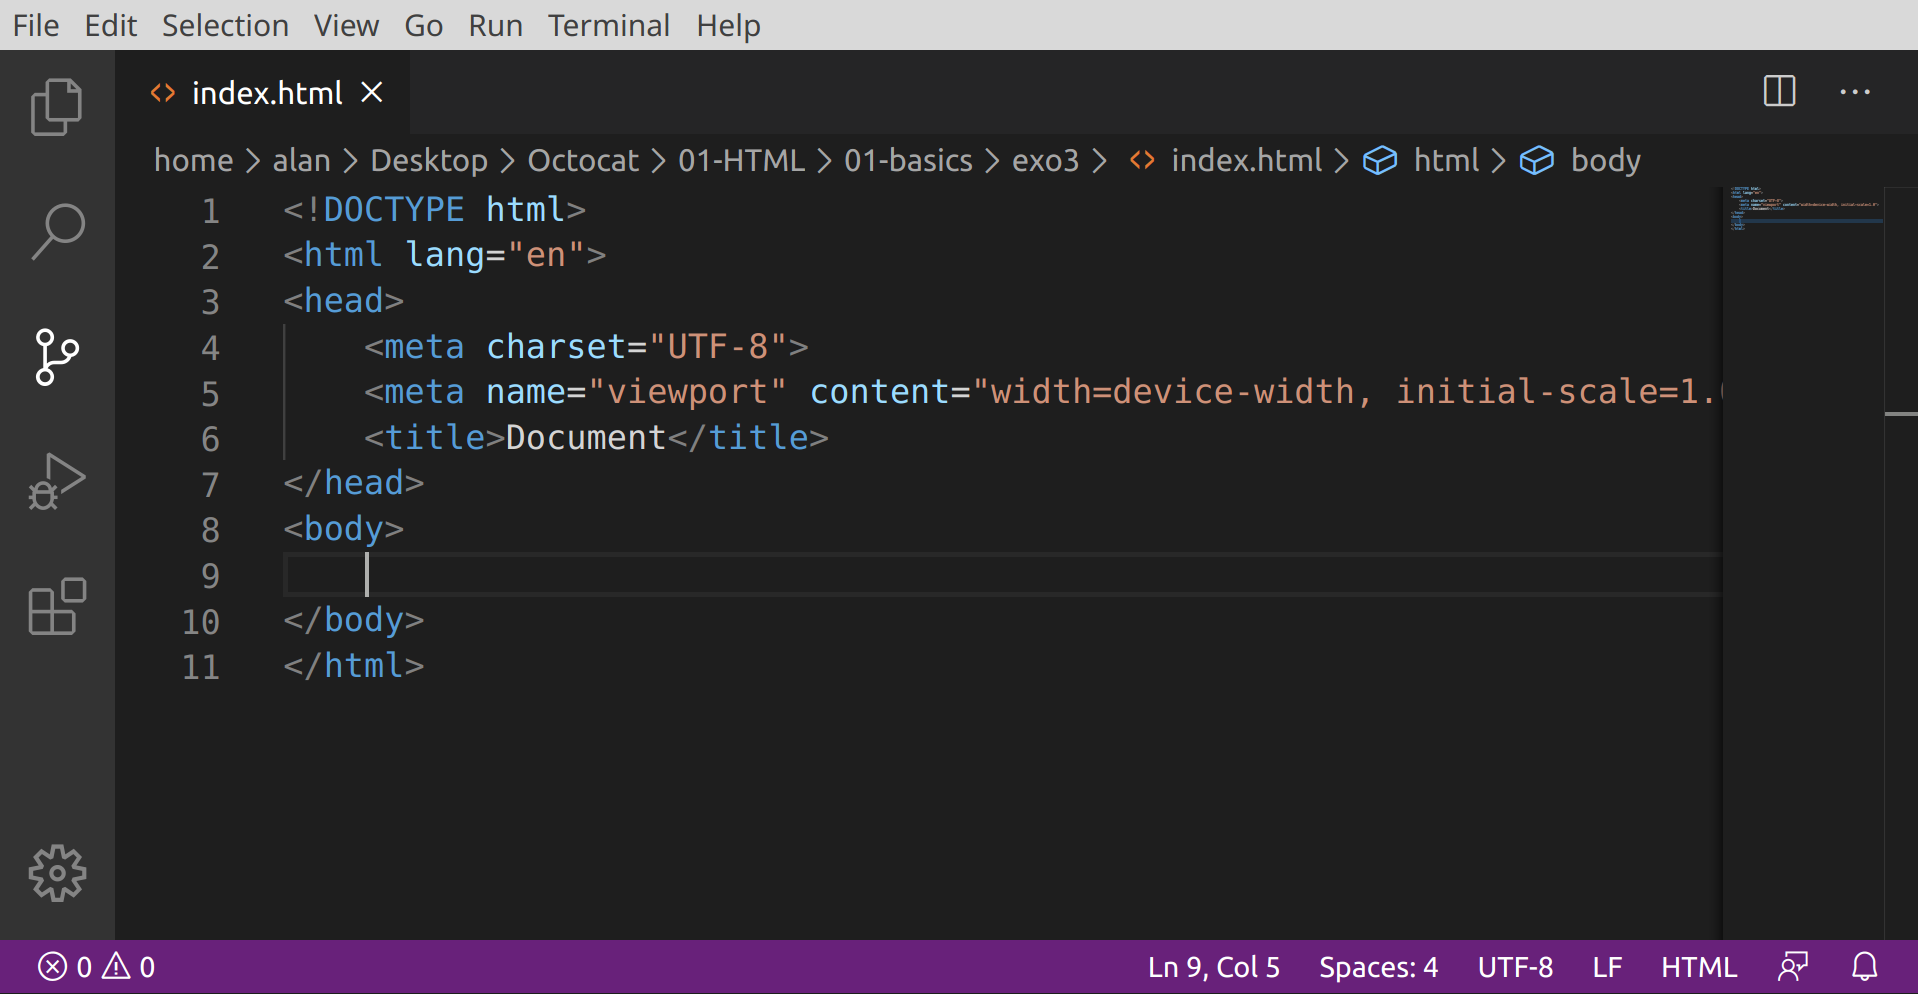 File Edit Selection View Go Run Terminal Help
index.html
home > alan > Desktop > Octocat > 01-HTML > 01-basics > exo3 > <> index.html > html > body
1 <!DOCTYPE html>
2 <html lang="en">
3 <head>
4 <meta charset="UTF-8">
5 <meta name="viewport" content="width=device-width, initial-scale=1.
6 <title>Document</title>
7 </head>
8 <body>
9
10 </body>
11 </html>
0 0 Ln 9, Col 5 Spaces: 4 UTF-8 LF HTML